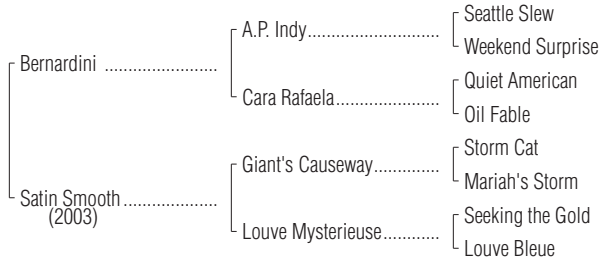 Seattle Slew
A.P. Indy
Weekend Surprise
Bernardini
Quiet American
Cara Rafaela
Oil Fable
Storm Cat
Giant's Causeway
Mariah's Storm
Satin Smooth
(2003)
Seeking the Gold
Louve Mysterieuse
Louve Bleue